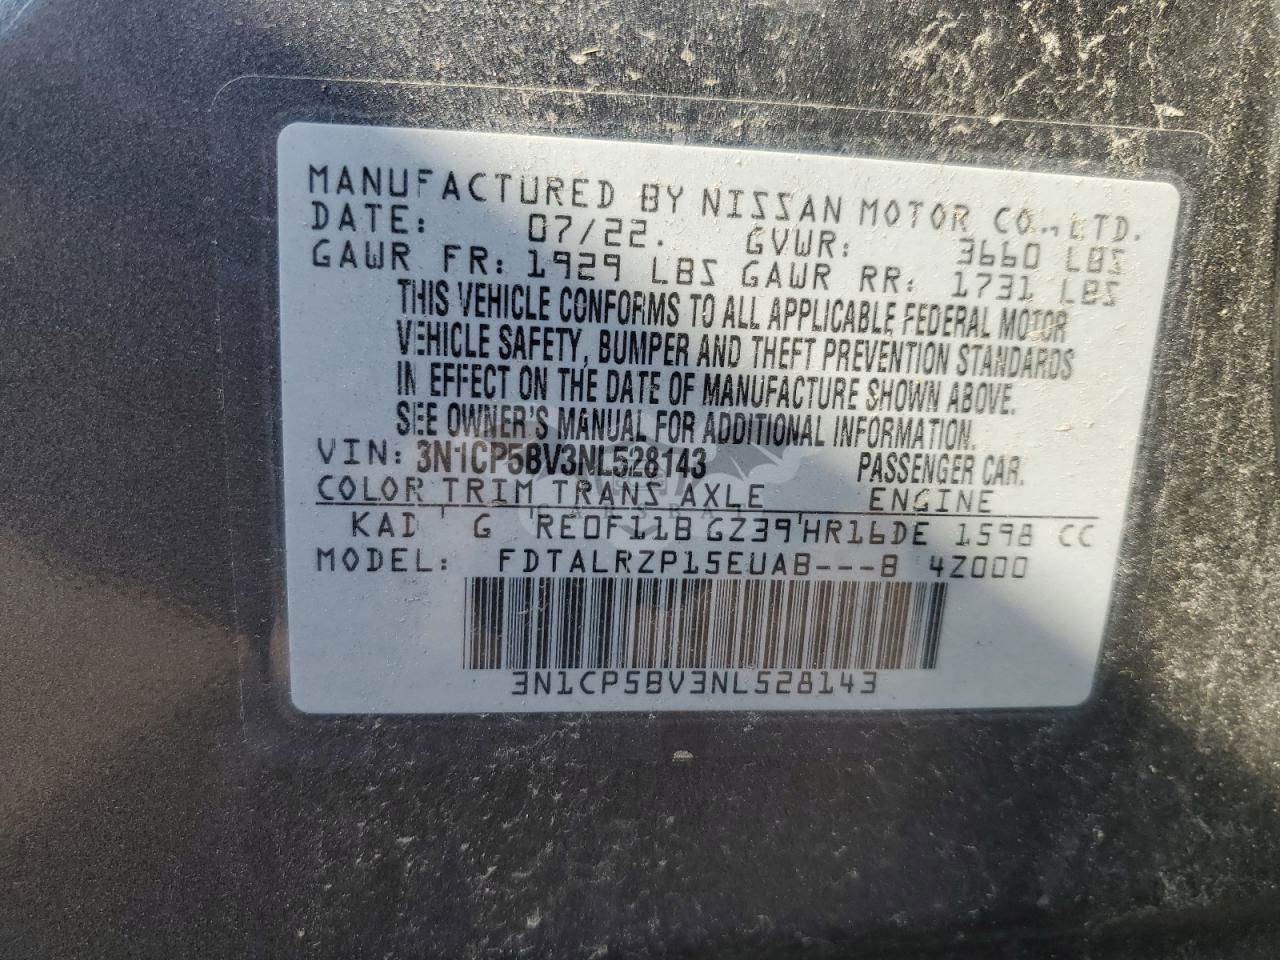 MANUFACTURED BY NISSAN MOTOR CO., LTD.
DATE: 07/22. GVWR: 3660 LBS
GAWR FR: 1929 LBS GAWR RR: 1731 LBS
THIS VEHICLE CONFORMS TO ALL APPLICABLE FEDERAL MOTOR
VEHICLE SAFETY, BUMPER AND THEFT PREVENTION STANDARDS
IN EFFECT ON THE DATE OF MANUFACTURE SHOWN ABOVE.
SEE OWNER'S MANUAL FOR ADDITIONAL INFORMATION.
VIN: 3N1CP5BV3NL528143 PASSENGER CAR.
COLOR TRIM TRANS AXLE ENGINE
KAD G RE0F11B GZ39 HR16DE 1598 CC
MODEL: FDTALRZP15EUAB---8 4Z000
3N1CP5BV3NL528143